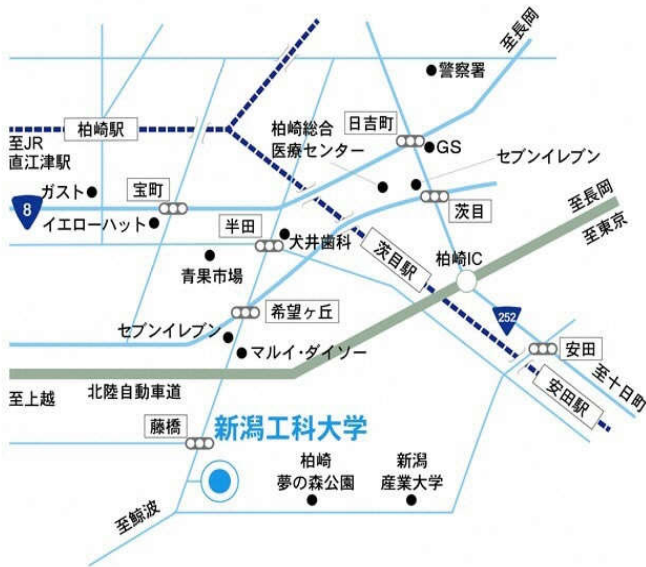 至長岡
警察署
柏崎駅
日吉町
柏崎総合
医療センター
GS
セブンイレブン
至JR
直江津駅
ガスト
宝町
8
イエローハット
茨目
半田
犬井歯科
至長岡
至東京
青果市場
茨目駅
柏崎IC
希望ヶ丘
252
セブンイレブン
マルイ・ダイソー
安田
至十日町
北陸自動車道
至上越
安田駅
藤橋
新潟工科大学
柏崎
夢の森公園
新潟
産業大学
至鯨波